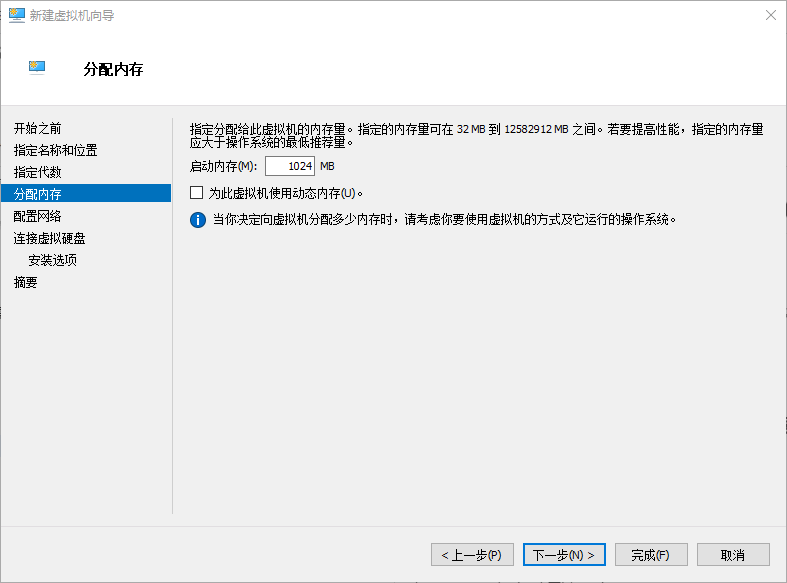 新建虚拟机向导
分配内存
开始之前
指定名称和位置
指定代数
分配内存
配置网络
连接虚拟硬盘
安装选项
摘要
指定分配给此虚拟机的内存量。指定的内存量可在 32 MB 到 12582912 MB 之间。若要提高性能，指定的内存量
应大于操作系统的最低推荐量。
启动内存(M): 1024 MB
为此虚拟机使用动态内存(U)。
当你决定向虚拟机分配多少内存时，请考虑你要使用虚拟机的方式及它运行的操作系统。
< 上一步(P) 下一步(N) > 完成(F) 取消